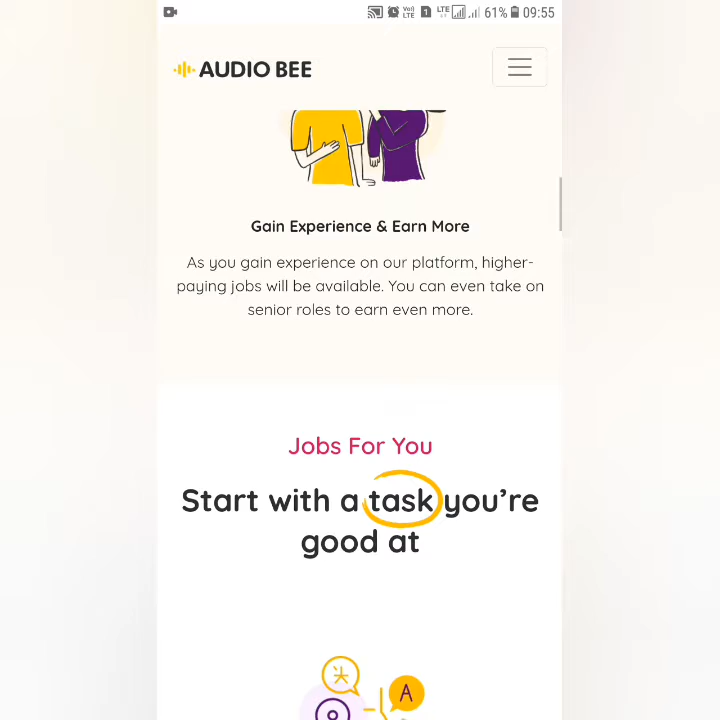 61% 09:55
AUDIO BEE
Gain Experience & Earn More
As you gain experience on our platform, higher-
paying jobs will be available. You can even take on
senior roles to earn even more.
Jobs For You
Start with a task you’re
good at
A